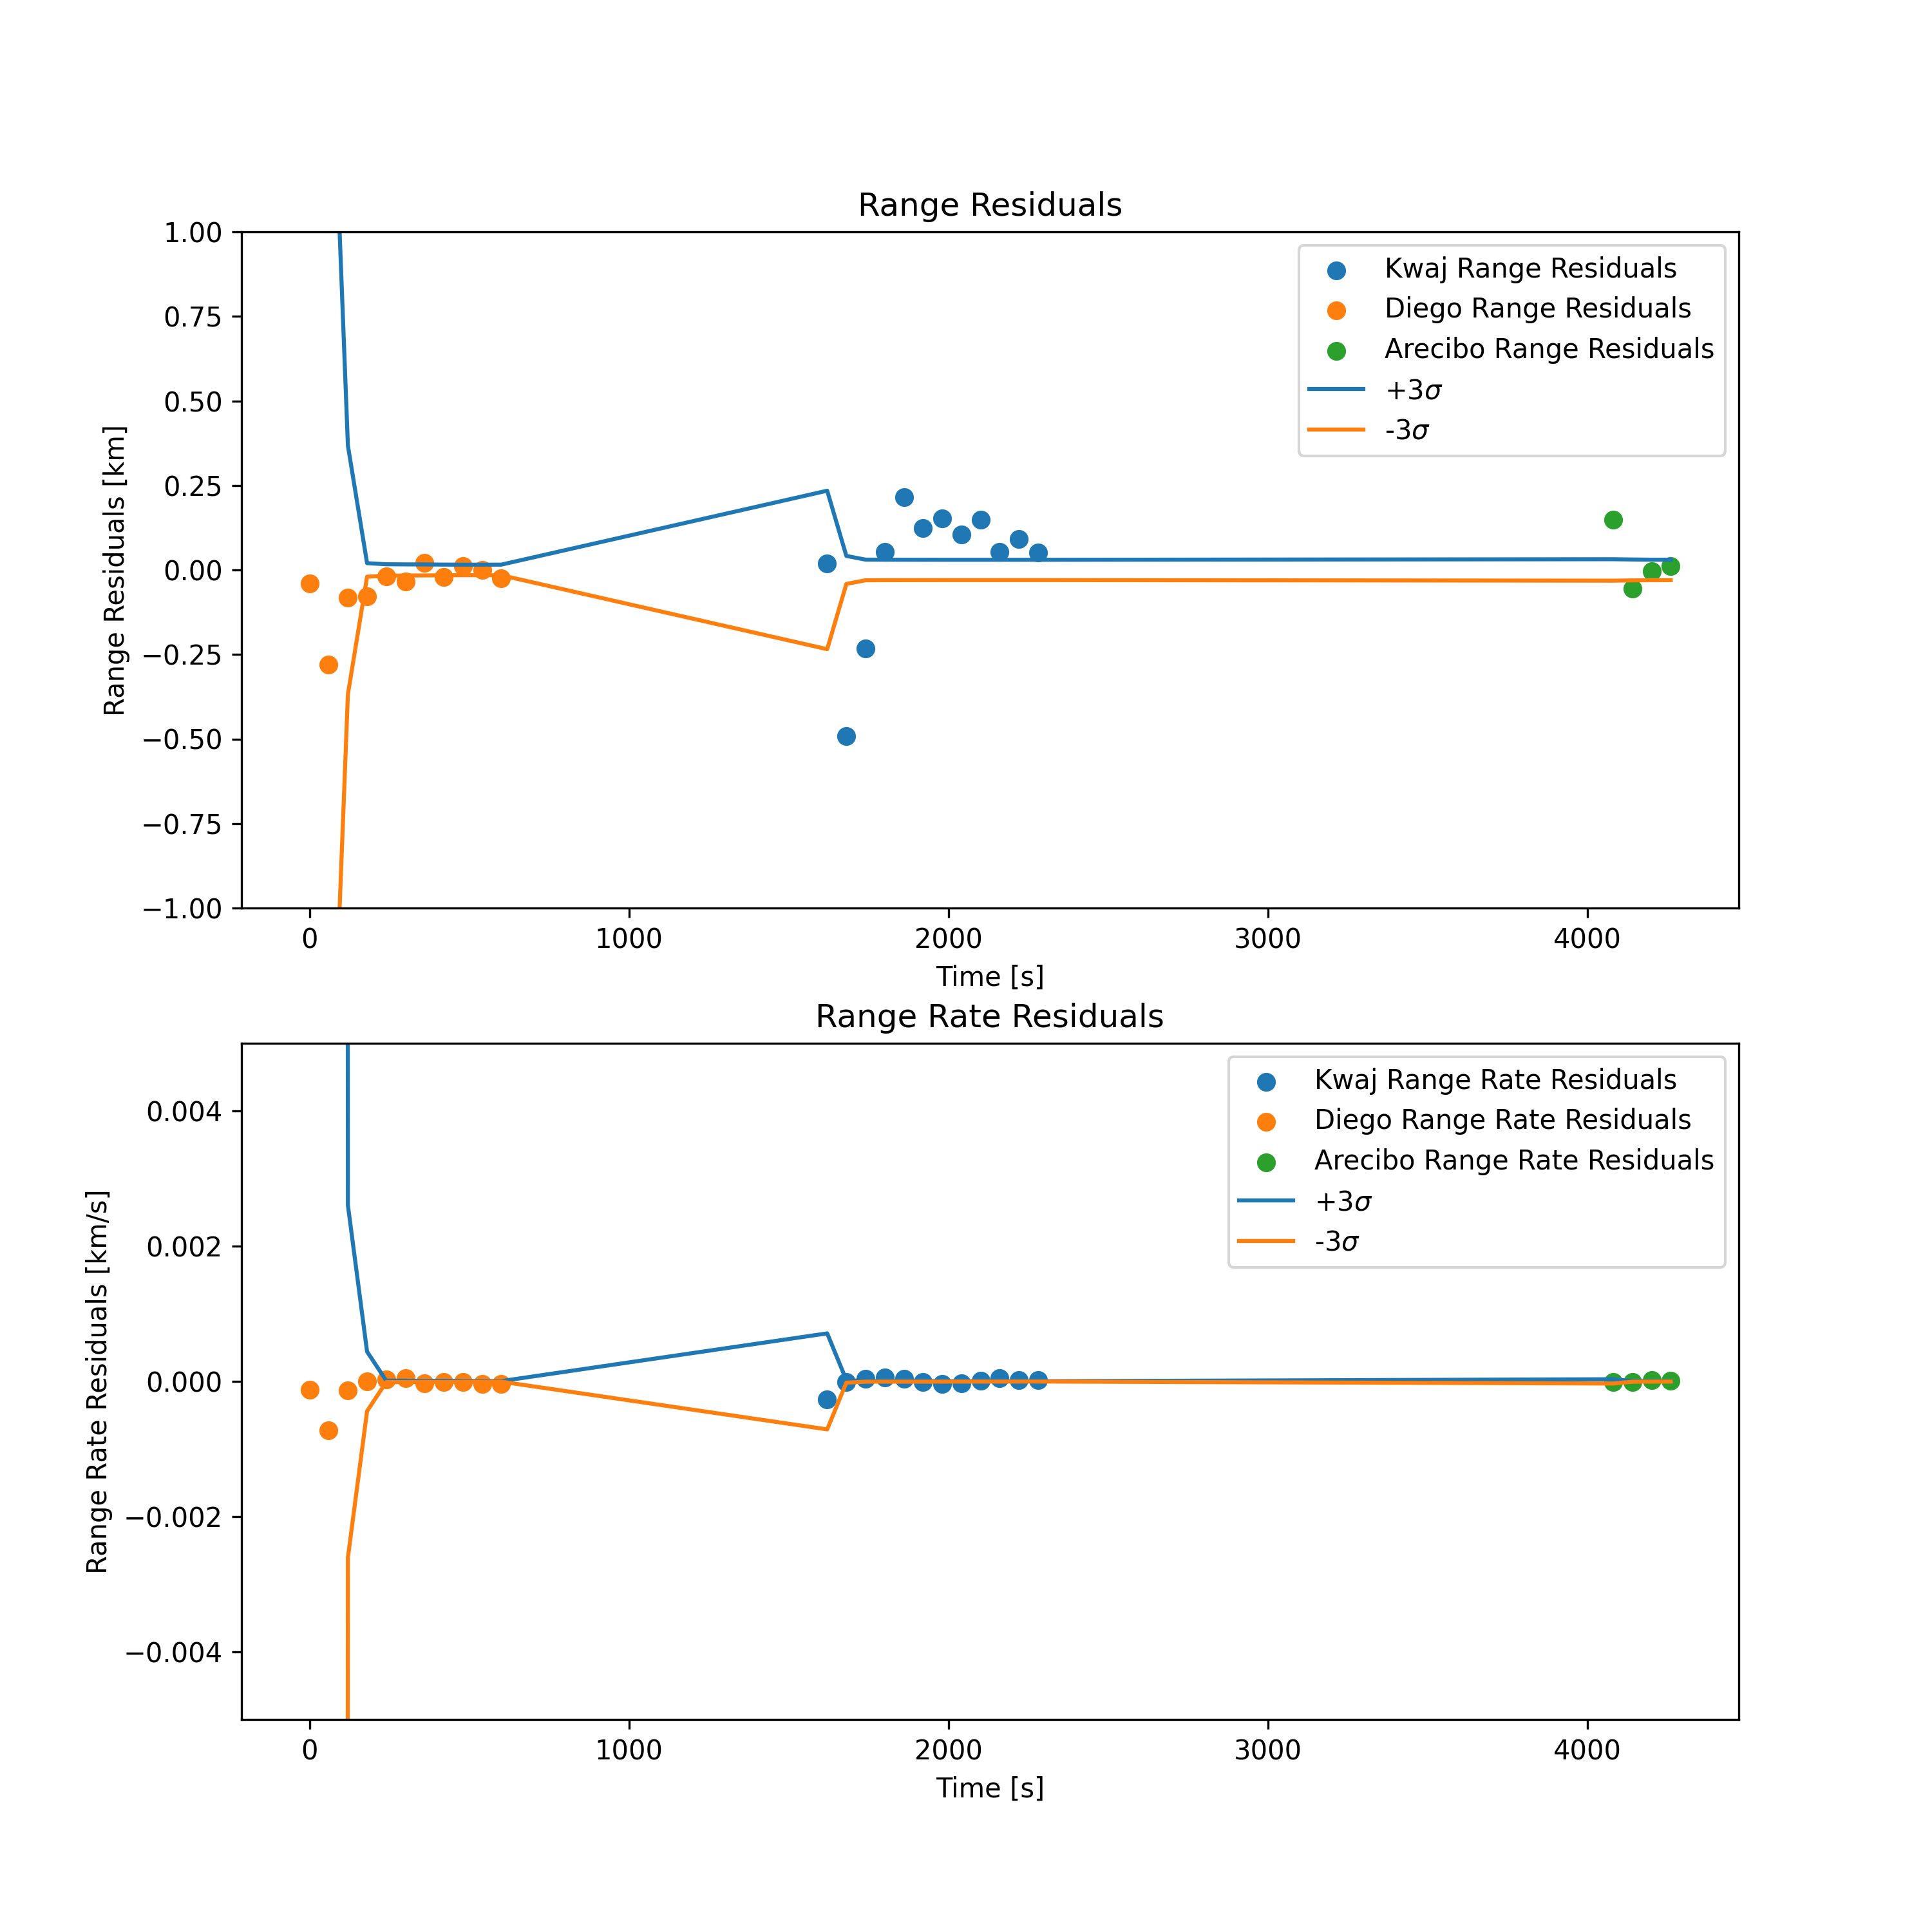 Range Residuals
1.00
0.75
0.50
0.25
0.00
−0.25
−0.50
−0.75
−1.00
Range Residuals [km]
Kwaj Range Residuals
Diego Range Residuals
Arecibo Range Residuals
+3σ
-3σ
0 1000 2000 3000 4000
Time [s]
Range Rate Residuals
0.004
0.002
0.000
−0.002
−0.004
Range Rate Residuals [km/s]
Kwaj Range Rate Residuals
Diego Range Rate Residuals
Arecibo Range Rate Residuals
+3σ
-3σ
0 1000 2000 3000 4000
Time [s]